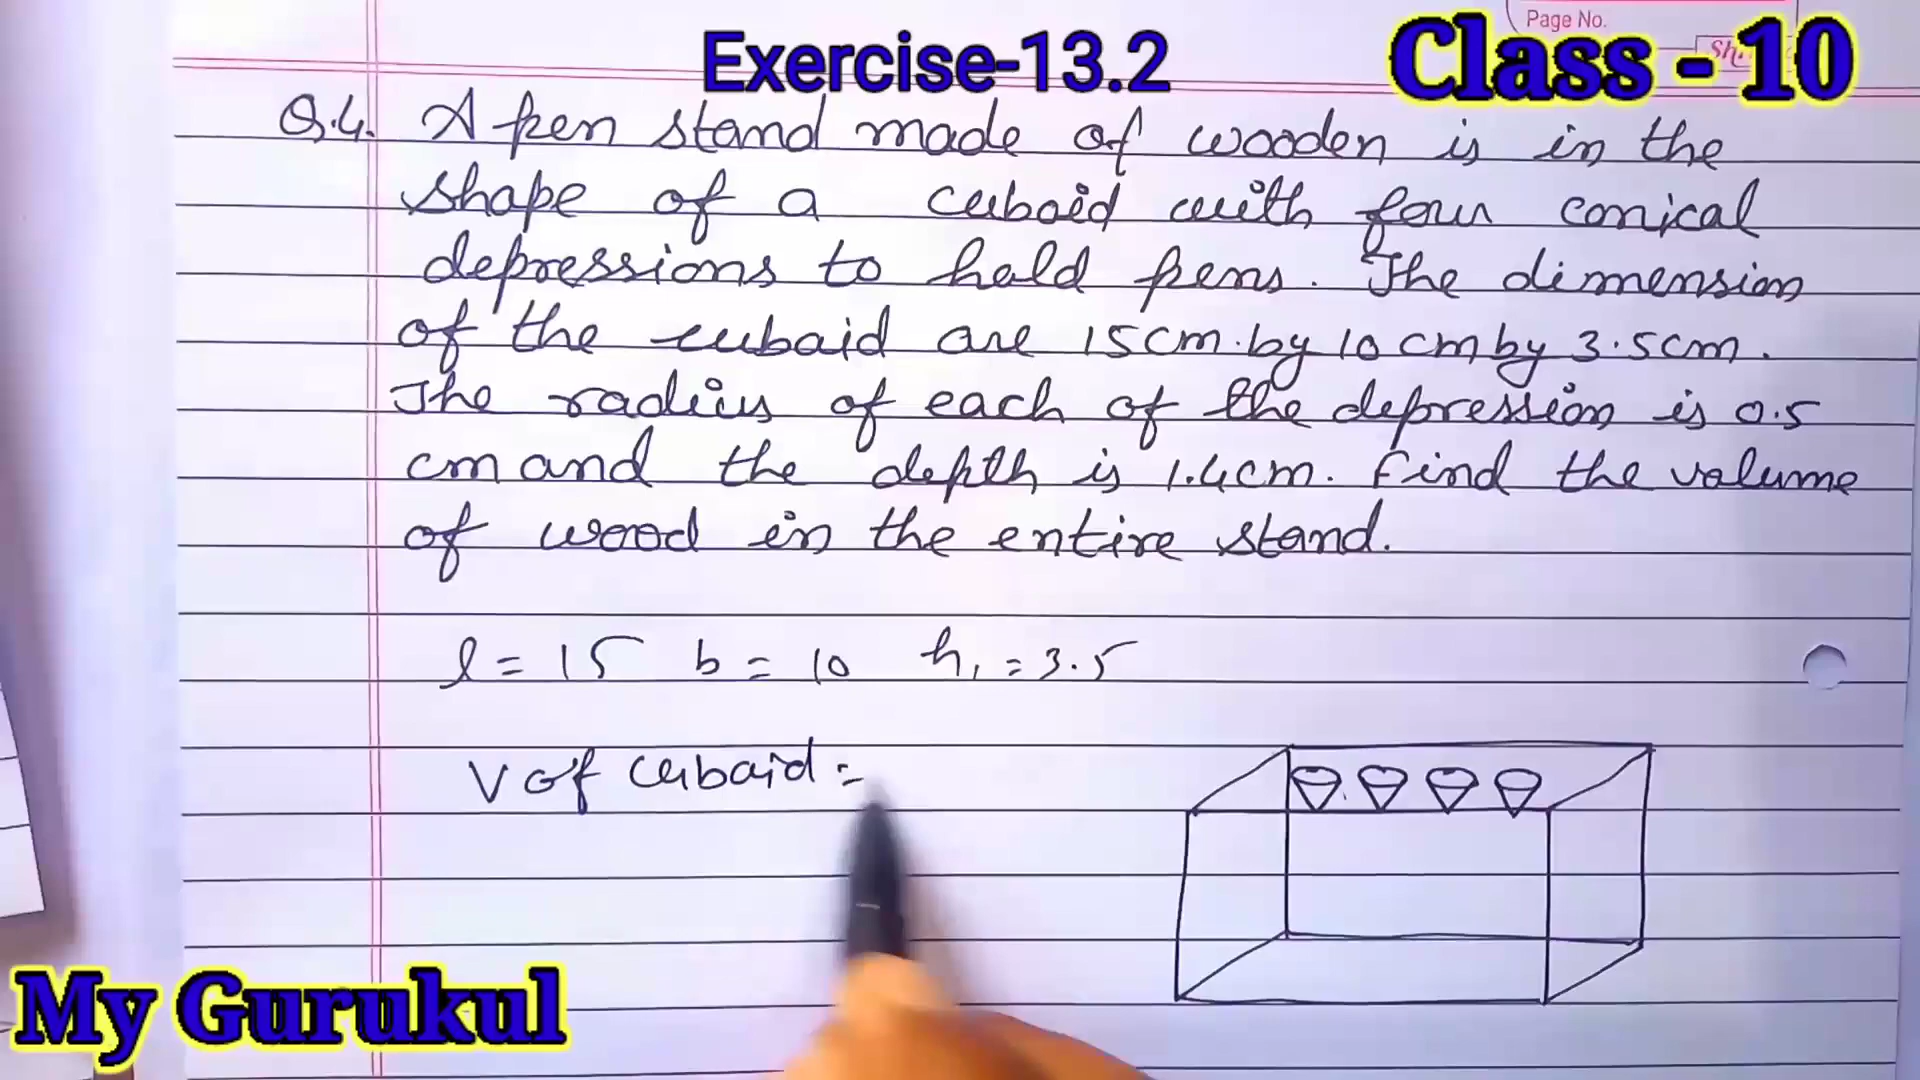 Page No.
Exercise-13.2
Class - 10
Q.4. A pen stand made of wooden is in the
shape of a cuboid with four conical
depressions to hold pens. The dimension
of the cuboid are 15cm. by 10 cm by 3.5cm.
The radius of each of the depression is 0.5
cm and the depth is 1.4cm. Find the volume
of wood in the entire stand.
l = 15 b = 10 h₁ = 3.5
V of cuboid =
My Gurukul